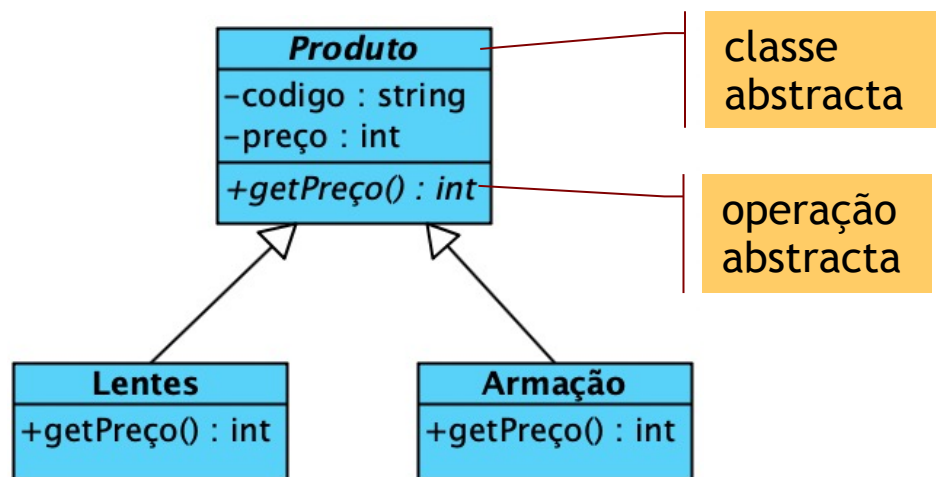 Produto
-codigo : string
-preço : int
+getPreço() : int
classe
abstracta
operação
abstracta
Lentes
+getPreço() : int
Armação
+getPreço() : int